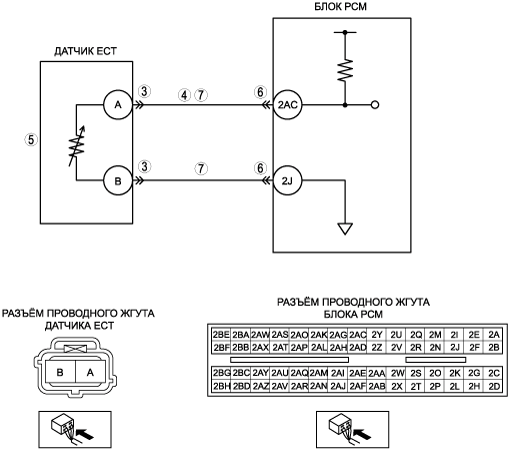 БЛОК PCM
ДАТЧИК ECT
A 3 4 7 6 2AC
5
B 3 7 6 2J
РАЗЪЁМ ПРОВОДНОГО ЖГУТА
ДАТЧИКА ECT
B A
РАЗЪЁМ ПРОВОДНОГО ЖГУТА
БЛОКА PCM
2BE 2BA 2AW 2AS 2AO 2AK 2AG 2AC 2Y 2U 2Q 2M 2I 2E 2A
2BF 2BB 2AX 2AT 2AP 2AL 2AH 2AD 2Z 2V 2R 2N 2J 2F 2B
2BG 2BC 2AY 2AU 2AQ 2AM 2AI 2AE 2AA 2W 2S 2O 2K 2G 2C
2BH 2BD 2AZ 2AV 2AR 2AN 2AJ 2AF 2AB 2X 2T 2P 2L 2H 2D